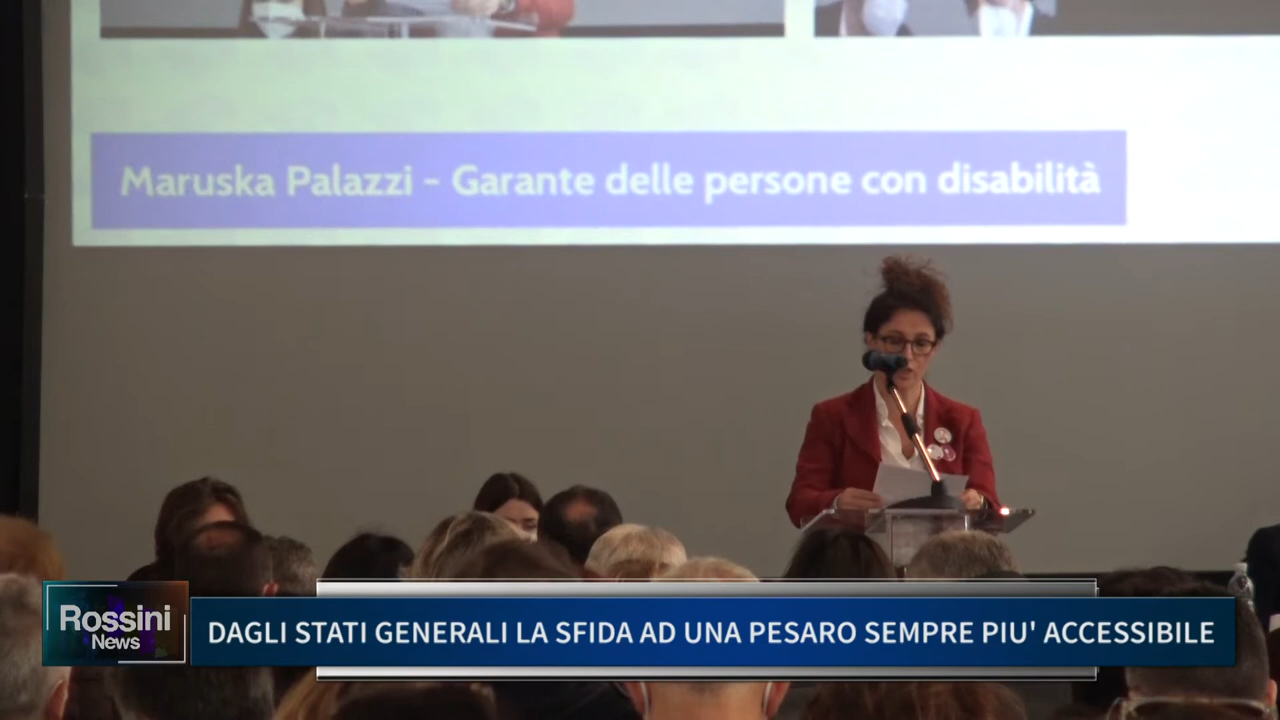 Maruska Palazzi - Garante delle persone con disabilità
Rossini
News
DAGLI STATI GENERALI LA SFIDA AD UNA PESARO SEMPRE PIU' ACCESSIBILE